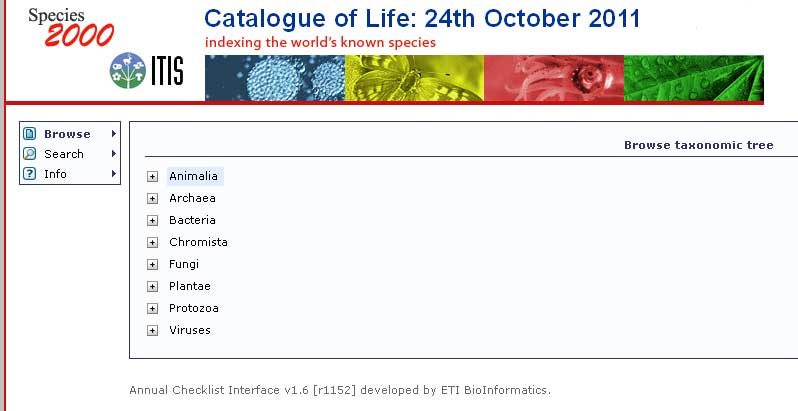 Species
2000
ITIS
Catalogue of Life: 24th October 2011
indexing the world's known species
Browse
Search
Info
Browse taxonomic tree
Animalia
Archaea
Bacteria
Chromista
Fungi
Plantae
Protozoa
Viruses
Annual Checklist Interface v1.6 [r1152] developed by ETI BioInformatics.